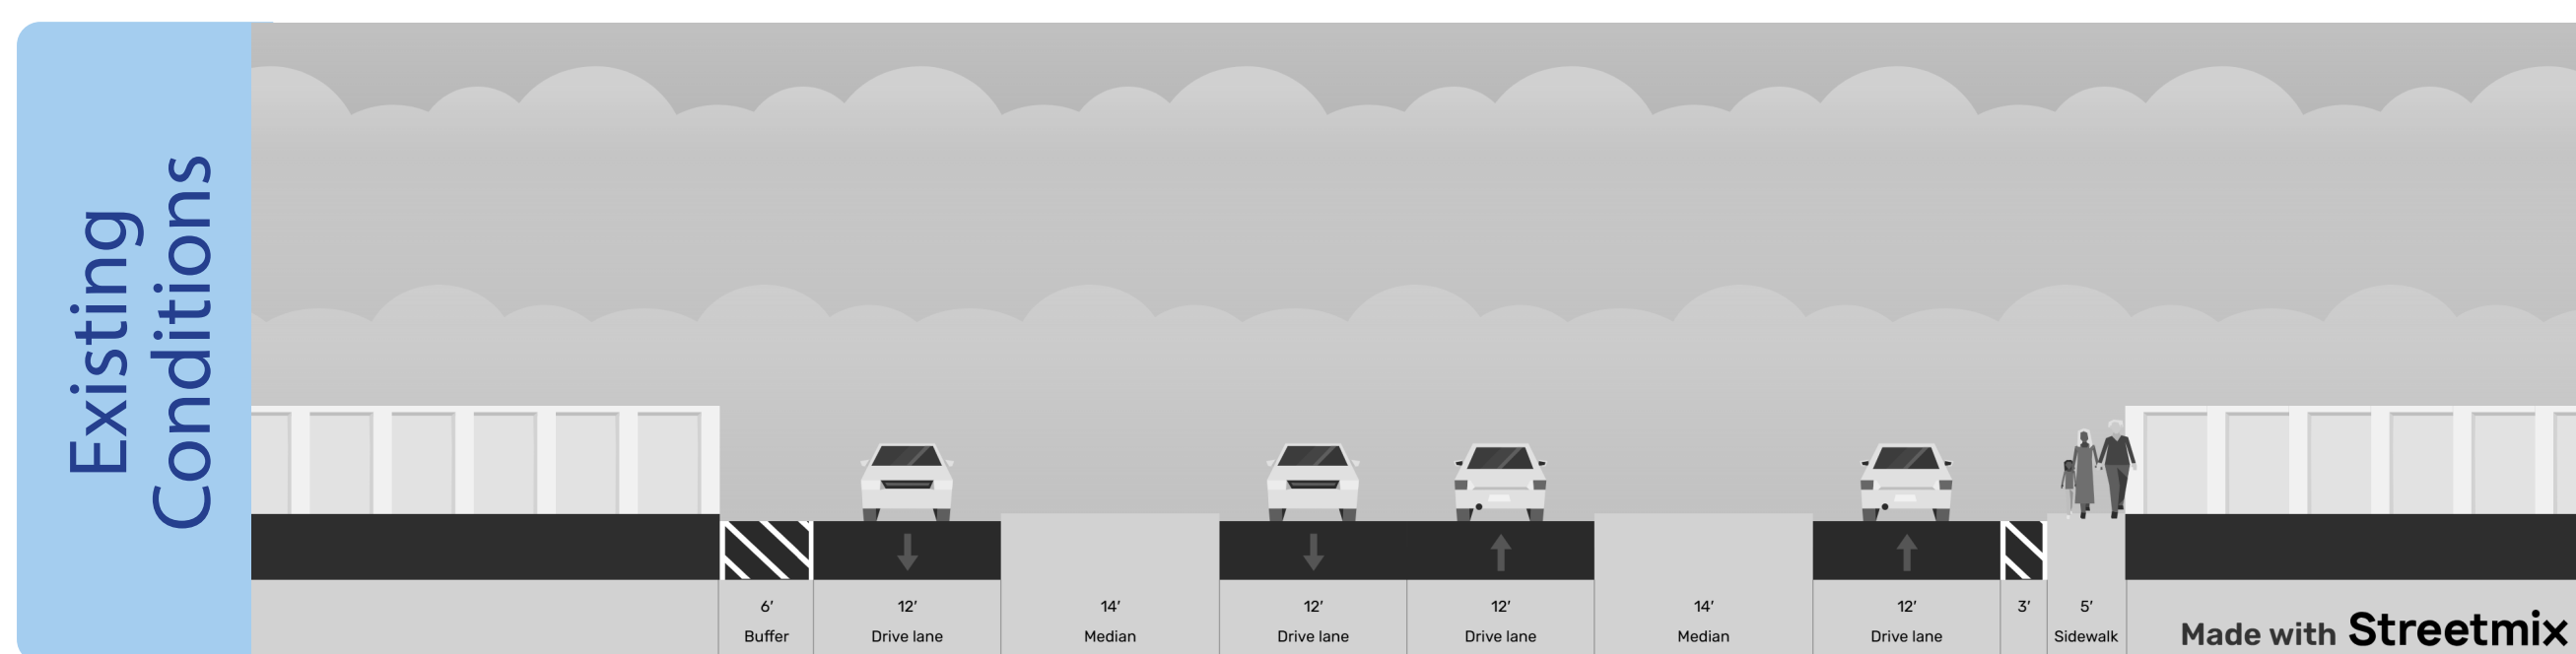 Existing
Conditions
6’ 12’ 14’ 12’ 12’ 14’ 12’ 3’ 5’
Buffer Drive lane Median Drive lane Drive lane Median Drive lane Sidewalk
Made with Streetmix